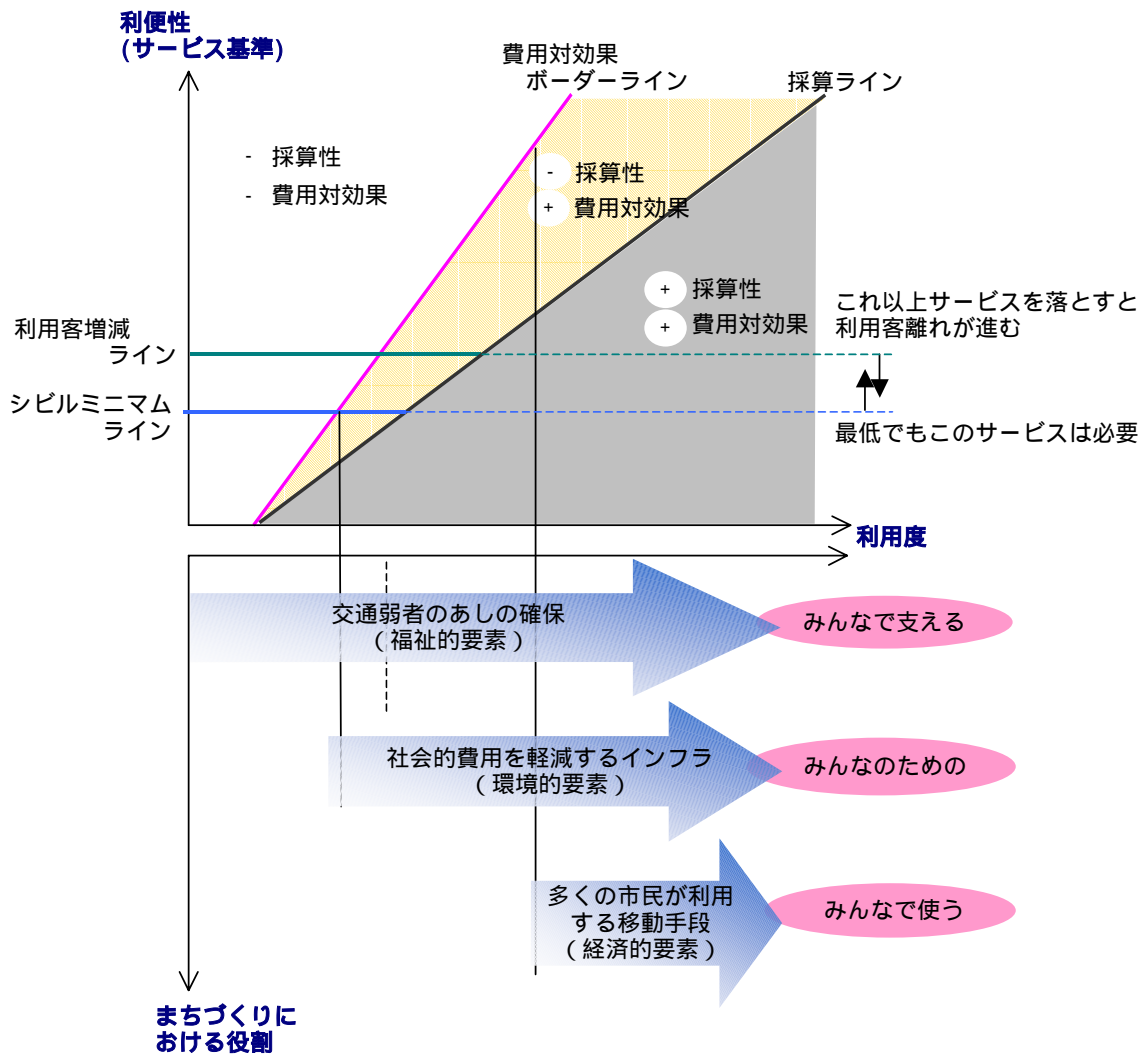 利便性
(サービス基準)
費用対効果
ボーダーライン
採算ライン
- 採算性
- 費用対効果
- 採算性
+ 費用対効果
+ 採算性
+ 費用対効果
利用客増減
ライン
シビルミニマム
ライン
これ以上サービスを落とすと
利用客離れが進む
最低でもこのサービスは必要
利用度
交通弱者のあしの確保
(福祉的要素)
みんなで支える
社会的費用を軽減するインフラ
(環境的要素)
みんなのための
多くの市民が利用
する移動手段
(経済的要素)
みんなで使う
まちづくりに
おける役割